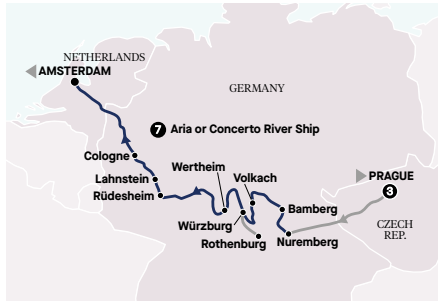 NETHERLANDS
AMSTERDAM
GERMANY
7 Aria or Concerto River Ship
Cologne
Wertheim
Volkach
Lahnstein
PRAGUE
3
Rüdesheim
Bamberg
Würzburg
CZECH
REP.
Rothenburg
Nuremberg